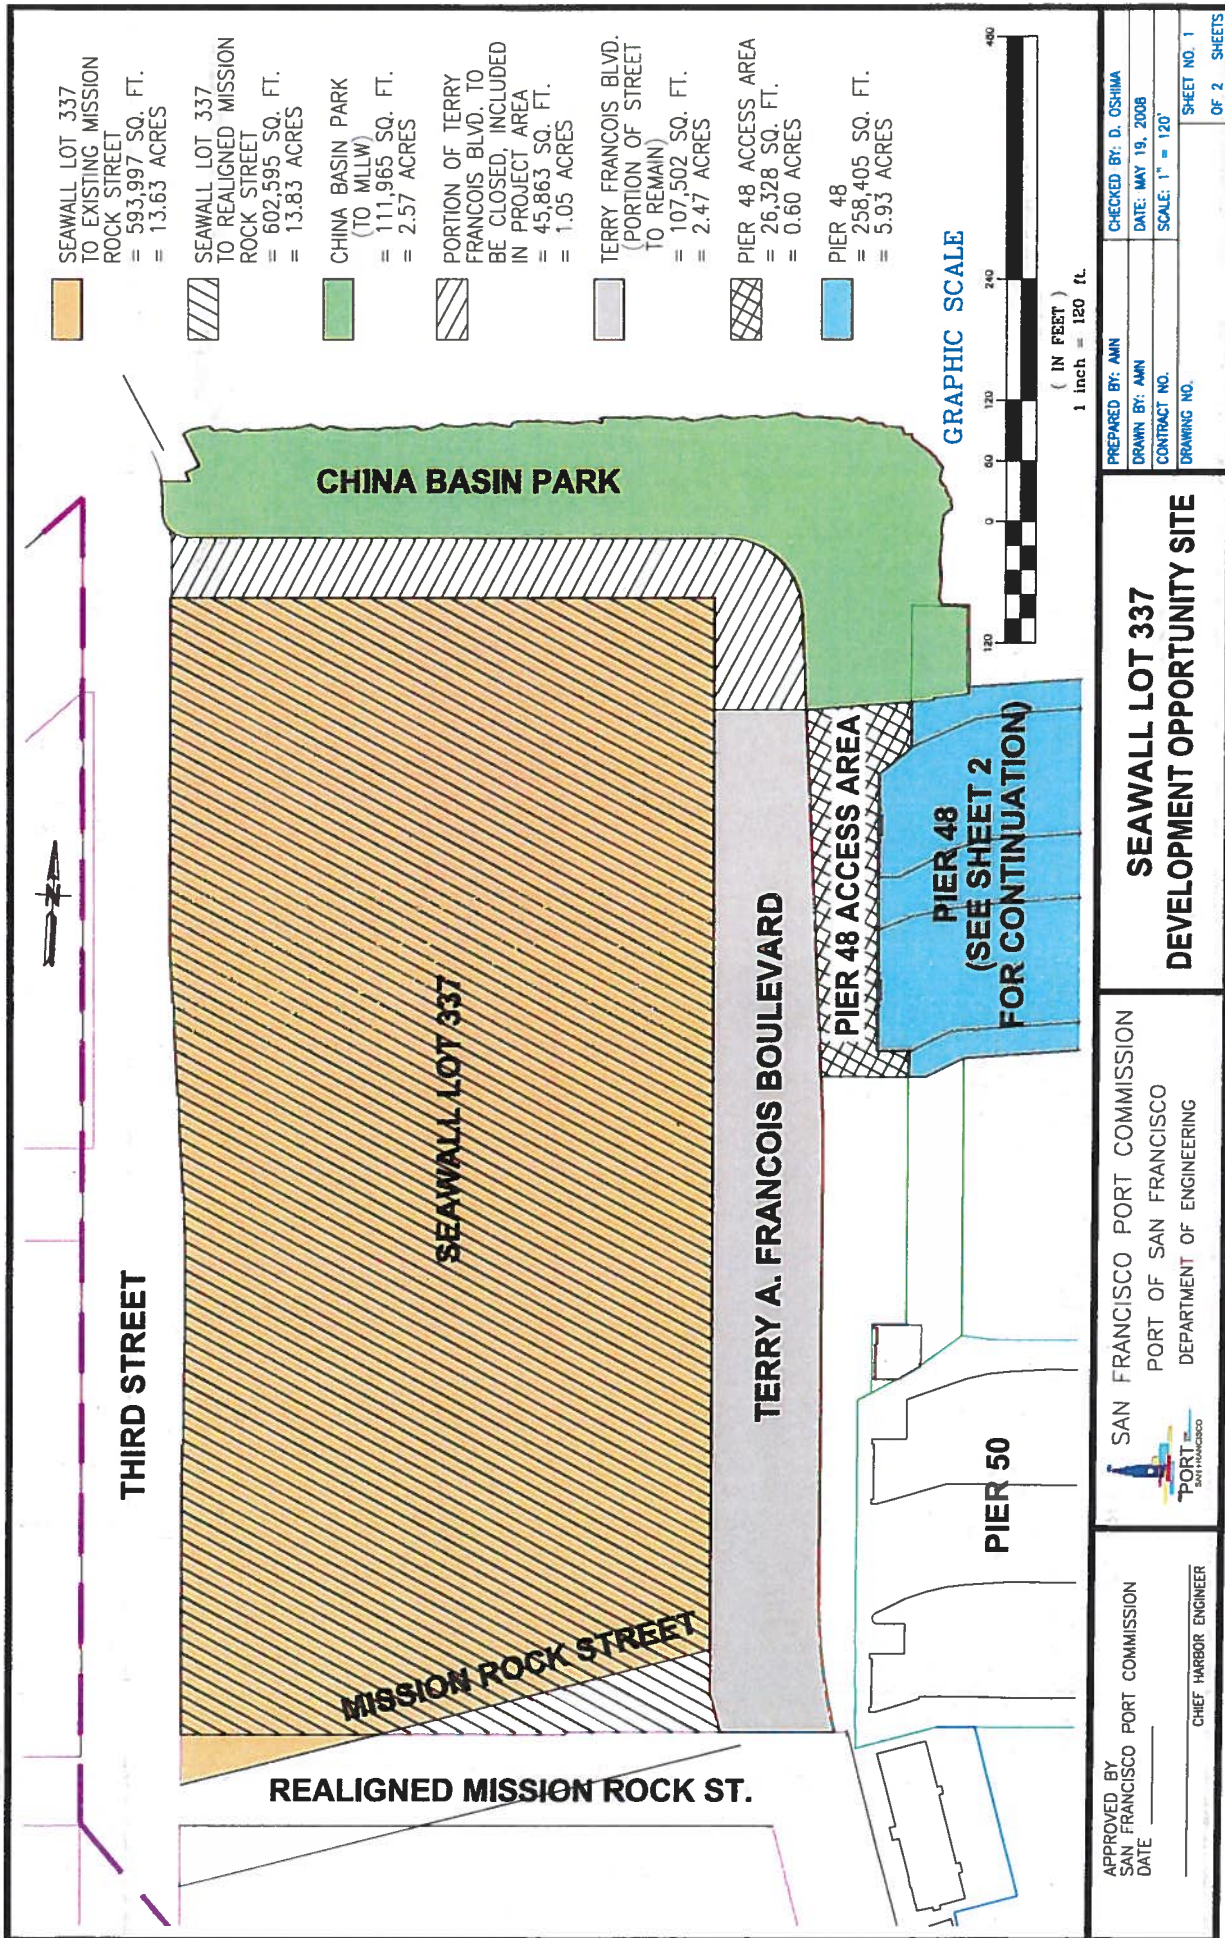 SEAWALL LOT 337
TO EXISTING MISSION
ROCK STREET
= 593,997 SQ. FT.
= 13.63 ACRES
SEAWALL LOT 337
TO REALIGNED MISSION
ROCK STREET
= 602,595 SQ. FT.
= 13.83 ACRES
CHINA BASIN PARK
(TO MLLW)
= 111,965 SQ. FT.
= 2.57 ACRES
PORTION OF TERRY
FRANCOIS BLVD. TO
BE CLOSED, INCLUDED
IN PROJECT AREA
= 45,863 SQ. FT.
= 1.05 ACRES
TERRY FRANCOIS BLVD.
(PORTION OF STREET
TO REMAIN)
= 107,502 SQ. FT.
= 2.47 ACRES
PIER 48 ACCESS AREA
= 26,328 SQ. FT.
= 0.60 ACRES
PIER 48
= 258,405 SQ. FT.
= 5.93 ACRES
THIRD STREET
N
CHINA BASIN PARK
SEAWALL LOT 337
MISSION ROCK STREET
REALIGNED MISSION ROCK ST.
TERRY A. FRANCOIS BOULEVARD
PIER 48 ACCESS AREA
PIER 48
(SEE SHEET 2
FOR CONTINUATION)
PIER 50
GRAPHIC SCALE
120 0 60 120 240 480
( IN FEET )
1 inch = 120 ft.
APPROVED BY
SAN FRANCISCO PORT COMMISSION
DATE
CHIEF HARBOR ENGINEER
PORT
SAN FRANCISCO
SAN FRANCISCO PORT COMMISSION
PORT OF SAN FRANCISCO
DEPARTMENT OF ENGINEERING
SEAWALL LOT 337
DEVELOPMENT OPPORTUNITY SITE
PREPARED BY: AMN
DRAWN BY: AMN
CONTRACT NO.
DRAWING NO.
CHECKED BY: D. OSHIMA
DATE: MAY 19, 2008
SCALE: 1" = 120'
SHEET NO. 1
OF 2 SHEETS